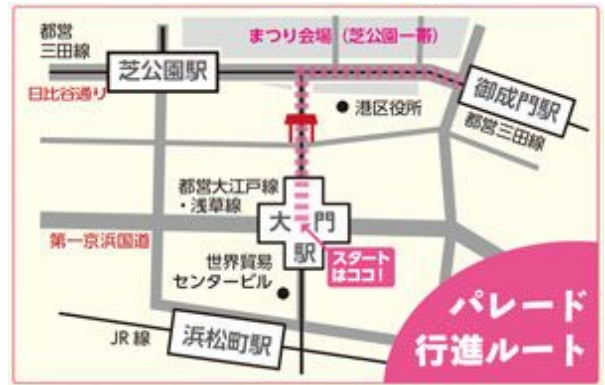 都営
三田線
まつり会場（芝公園一帯）
芝公園駅
日比谷通り
港区役所
御成門駅
都営三田線
都営大江戸線
・浅草線
大門
駅
第一京浜国道
スタート
はココ！
世界貿易
センタービル
JR線
浜松町駅
パレード
行進ルート